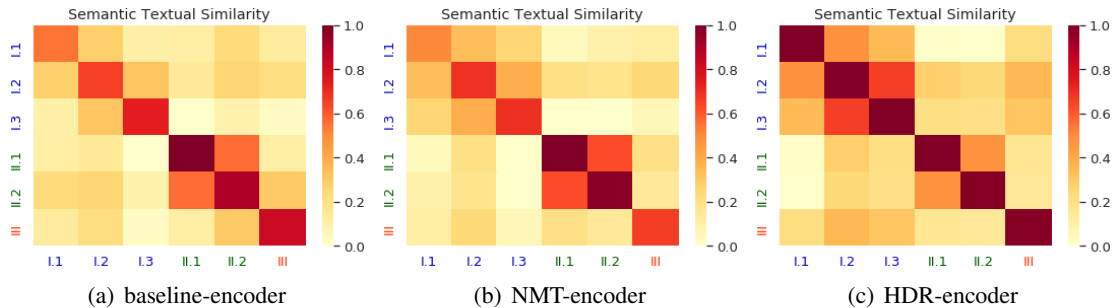 Semantic Textual Similarity
I.1
I.2
I.3
II.1
II.2
III
1.0
0.8
0.6
0.4
0.2
0.0
I.1 I.2 I.3 II.1 II.2 III
(a) baseline-encoder
Semantic Textual Similarity
I.1
I.2
I.3
II.1
II.2
III
1.0
0.8
0.6
0.4
0.2
0.0
I.1 I.2 I.3 II.1 II.2 III
(b) NMT-encoder
Semantic Textual Similarity
I.1
I.2
I.3
II.1
II.2
III
1.0
0.8
0.6
0.4
0.2
0.0
I.1 I.2 I.3 II.1 II.2 III
(c) HDR-encoder